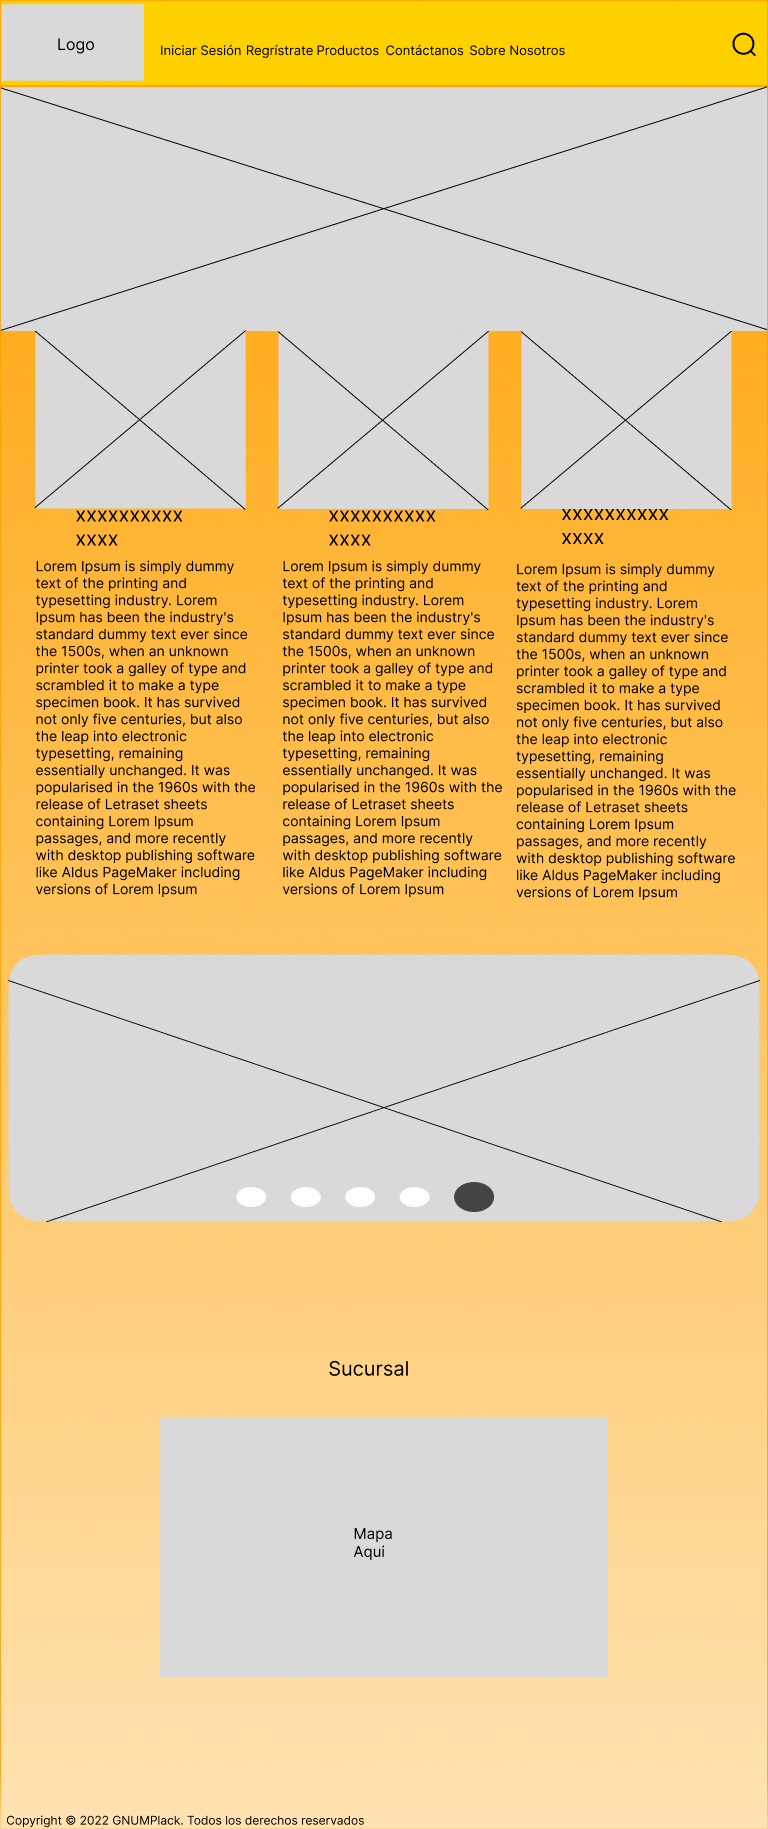 Logo
Iniciar Sesión Regrístrate Productos Contáctanos Sobre Nosotros
xxxxxxxxxx
xxxx
Lorem Ipsum is simply dummy
text of the printing and
typesetting industry. Lorem
Ipsum has been the industry's
standard dummy text ever since
the 1500s, when an unknown
printer took a galley of type and
scrambled it to make a type
specimen book. It has survived
not only five centuries, but also
the leap into electronic
typesetting, remaining
essentially unchanged. It was
popularised in the 1960s with the
release of Letraset sheets
containing Lorem Ipsum
passages, and more recently
with desktop publishing software
like Aldus PageMaker including
versions of Lorem Ipsum
xxxxxxxxxx
xxxx
Lorem Ipsum is simply dummy
text of the printing and
typesetting industry. Lorem
Ipsum has been the industry's
standard dummy text ever since
the 1500s, when an unknown
printer took a galley of type and
scrambled it to make a type
specimen book. It has survived
not only five centuries, but also
the leap into electronic
typesetting, remaining
essentially unchanged. It was
popularised in the 1960s with the
release of Letraset sheets
containing Lorem Ipsum
passages, and more recently
with desktop publishing software
like Aldus PageMaker including
versions of Lorem Ipsum
xxxxxxxxxx
xxxx
Lorem Ipsum is simply dummy
text of the printing and
typesetting industry. Lorem
Ipsum has been the industry's
standard dummy text ever since
the 1500s, when an unknown
printer took a galley of type and
scrambled it to make a type
specimen book. It has survived
not only five centuries, but also
the leap into electronic
typesetting, remaining
essentially unchanged. It was
popularised in the 1960s with the
release of Letraset sheets
containing Lorem Ipsum
passages, and more recently
with desktop publishing software
like Aldus PageMaker including
versions of Lorem Ipsum
Sucursal
Mapa
Aqui
Copyright © 2022 GNUMPlack. Todos los derechos reservados